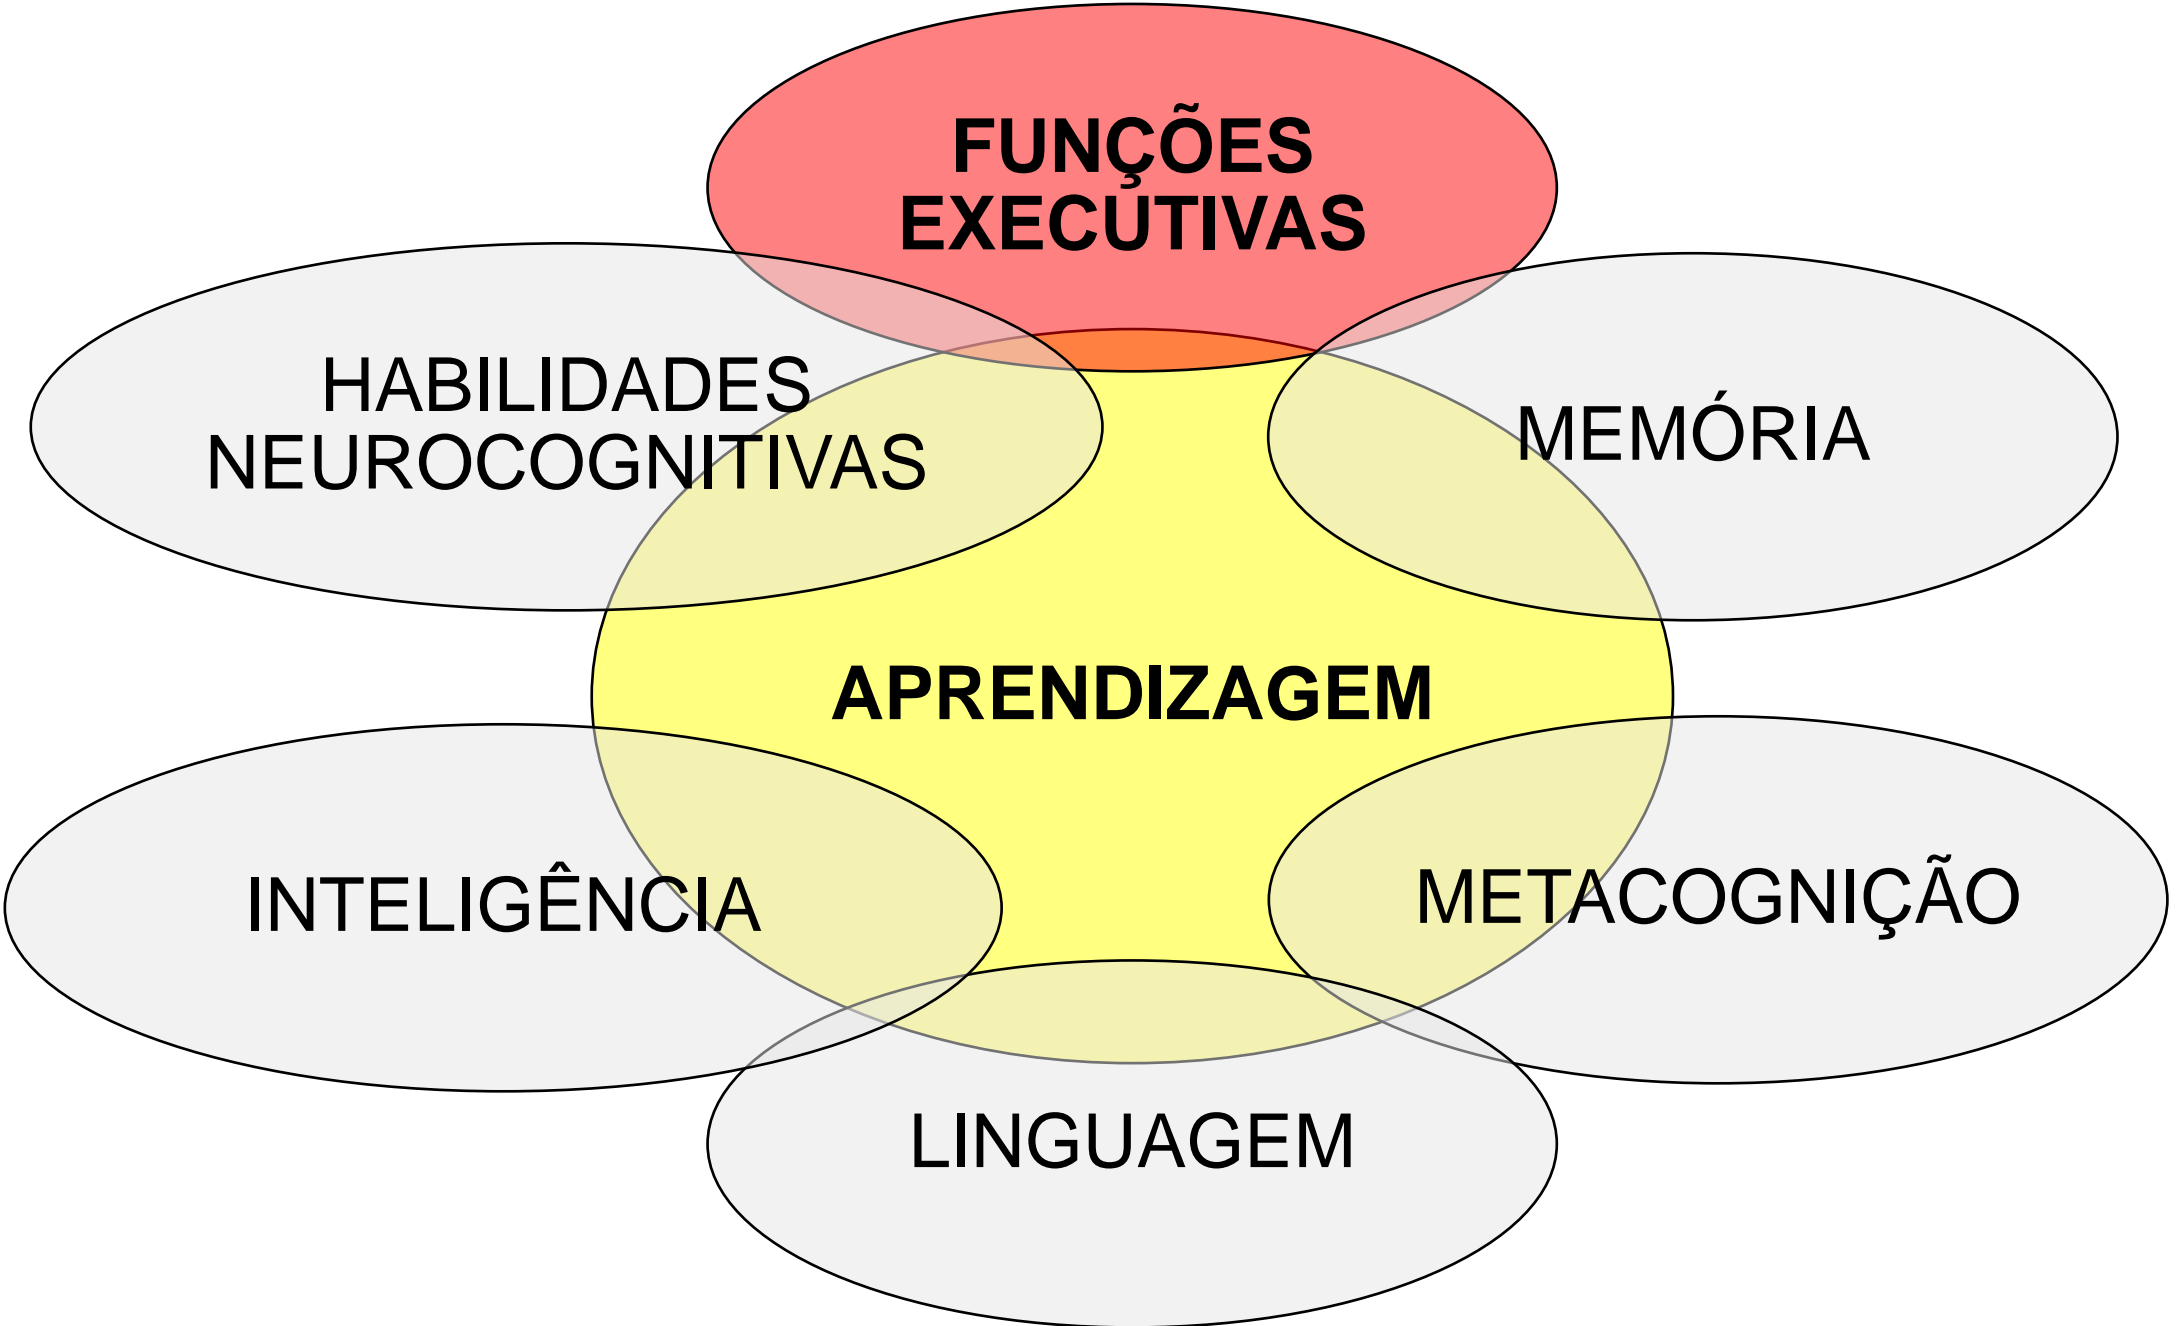 FUNÇÕES
EXECUTIVAS
HABILIDADES
NEUROCOGNITIVAS
MEMÓRIA
APRENDIZAGEM
INTELIGÊNCIA
METACOGNIÇÃO
LINGUAGEM